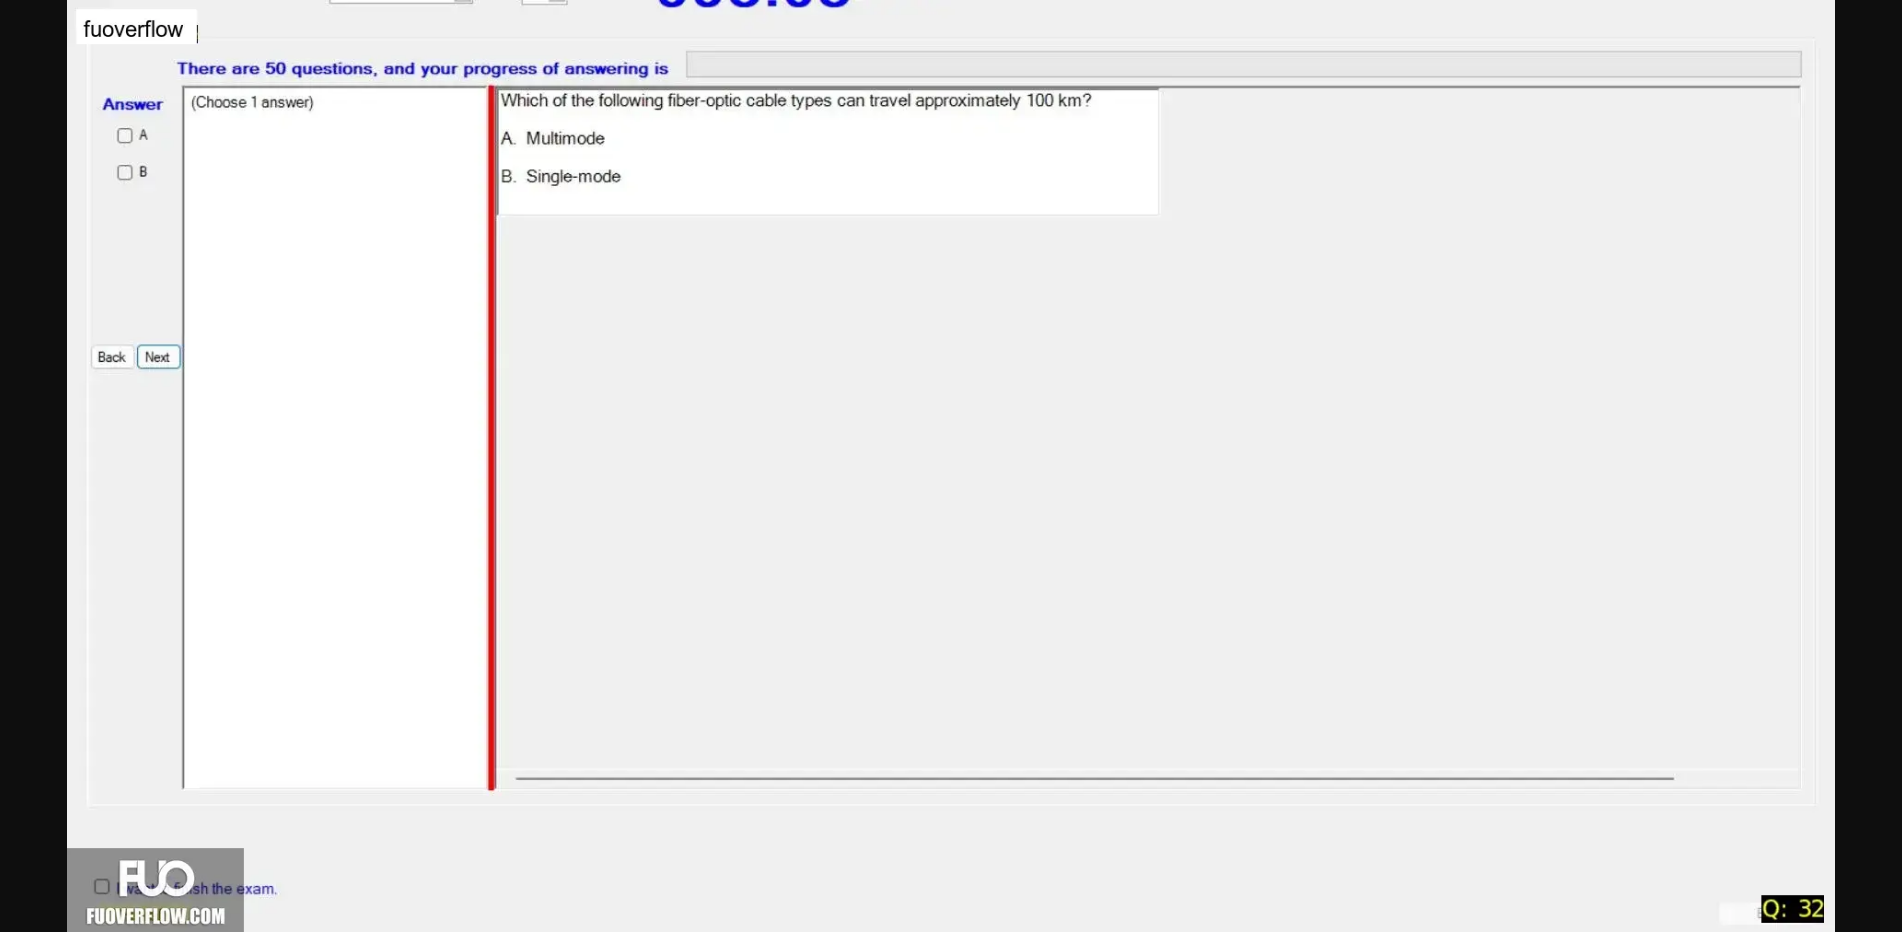 fuoverflow
There are 50 questions, and your progress of answering is
Answer
(Choose 1 answer)
Which of the following fiber-optic cable types can travel approximately 100 km?
A
A. Multimode
B
B. Single-mode
Back Next
FUO
finish the exam.
FUOVERFLOW.COM
Q: 32